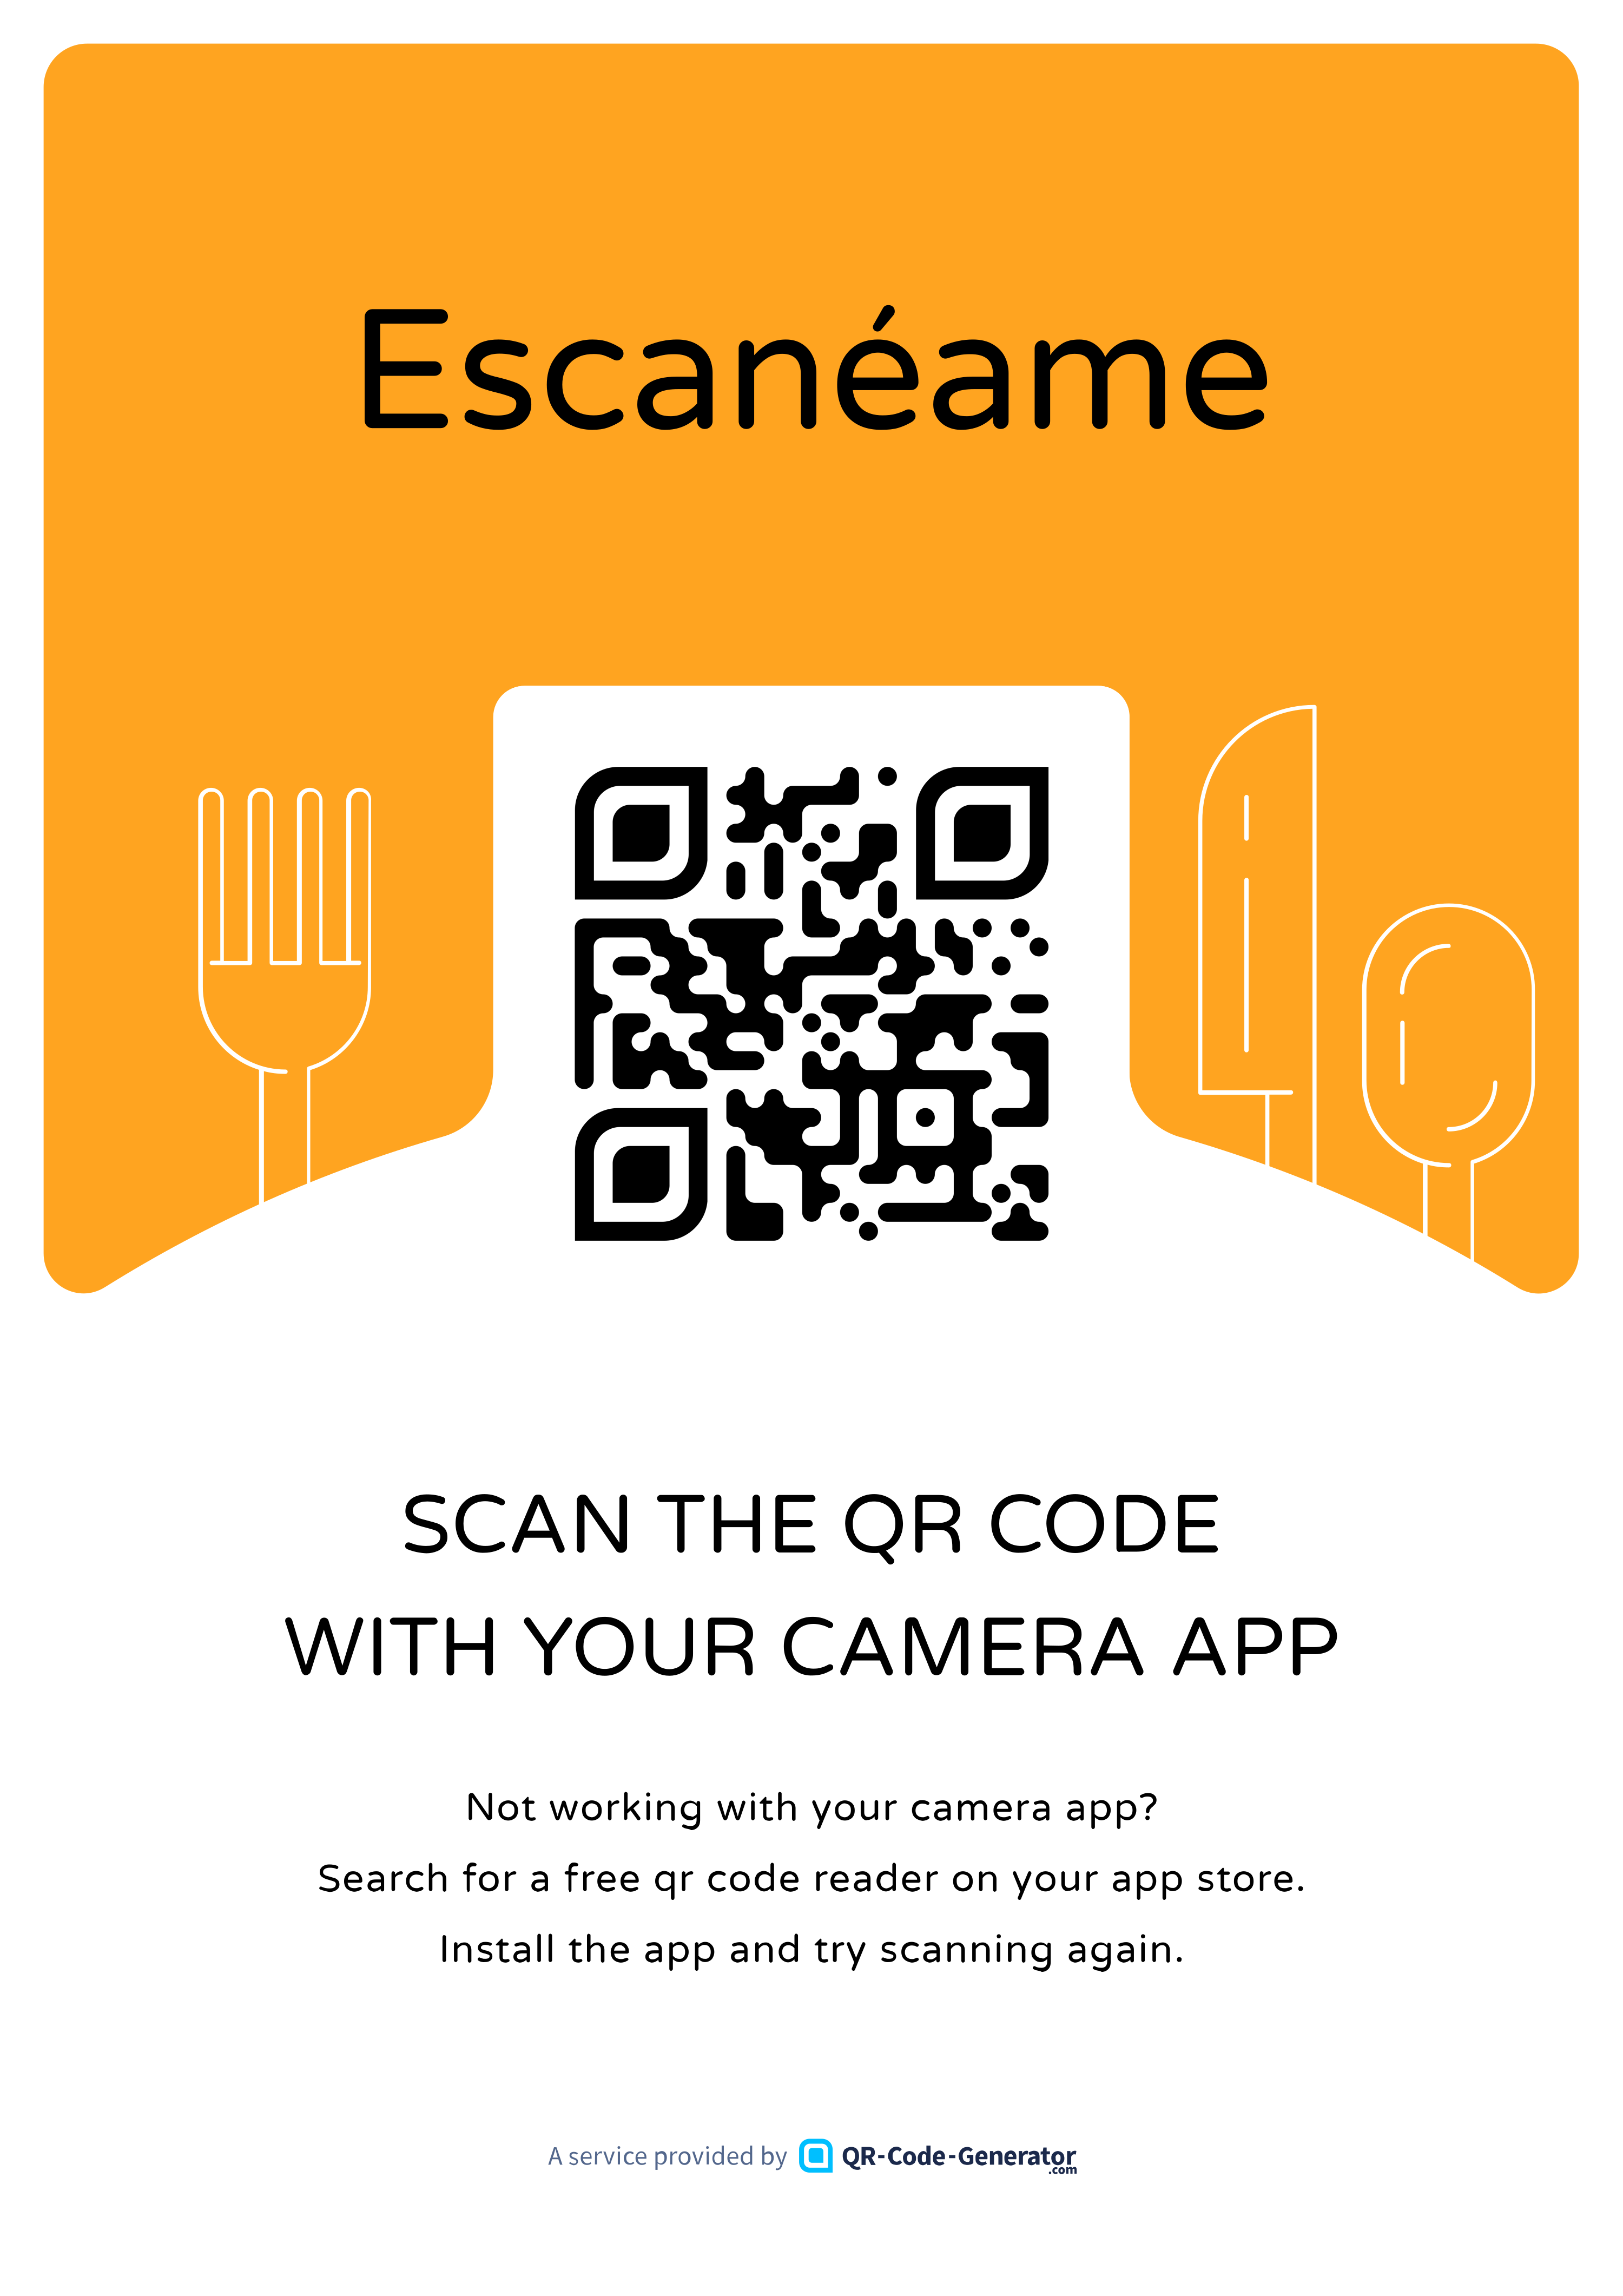 Escanéame
SCAN THE QR CODE
WITH YOUR CAMERA APP
Not working with your camera app?
Search for a free qr code reader on your app store.
Install the app and try scanning again.
A service provided by QR-Code-Generator
.com